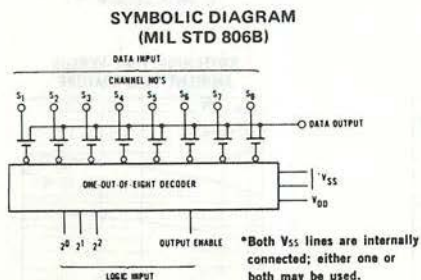 SYMBOLIC DIAGRAM
(MIL STD 806B)
DATA INPUT
CHANNEL NO'S
S1 S2 S3 S4 S5 S6 S7 S8
DATA OUTPUT
ONE-OUT-OF-EIGHT DECODER
*VSS
VDD
2⁰ 2¹ 2² OUTPUT ENABLE
LOGIC INPUT
*Both VSS lines are internally
connected; either one or
both may be used.